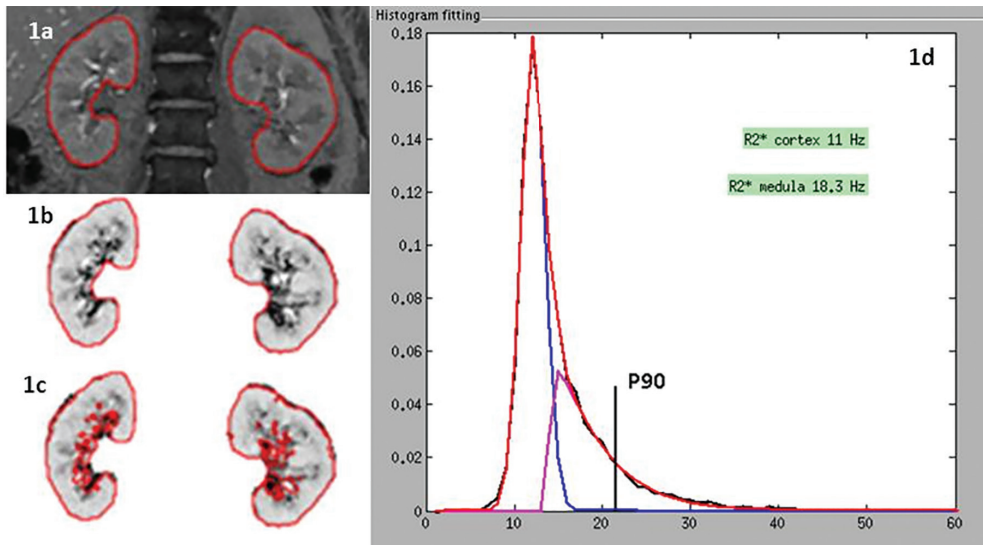 Histogram fitting
1a
1b
1c
1d
R2* cortex 11 Hz
R2* medula 18.3 Hz
P90
0.18
0.16
0.14
0.12
0.1
0.08
0.06
0.04
0.02
0
0 10 20 30 40 50 60